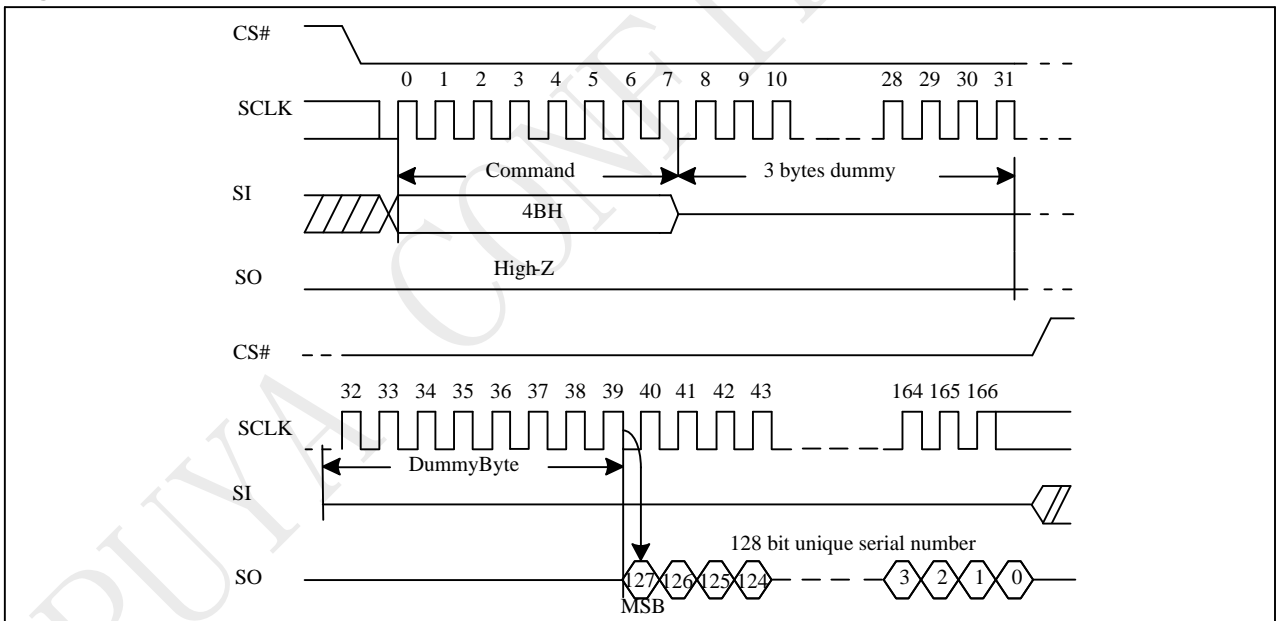 CS#
0 1 2 3 4 5 6 7 8 9 10 28 29 30 31
SCLK
Command 3 bytes dummy
SI
4BH
High-Z
SO
CS#
32 33 34 35 36 37 38 39 40 41 42 43 164 165 166
SCLK
DummyByte
SI
128 bit unique serial number
SO 127 126 125 124 3 2 1 0
MSB
PUYA CONF